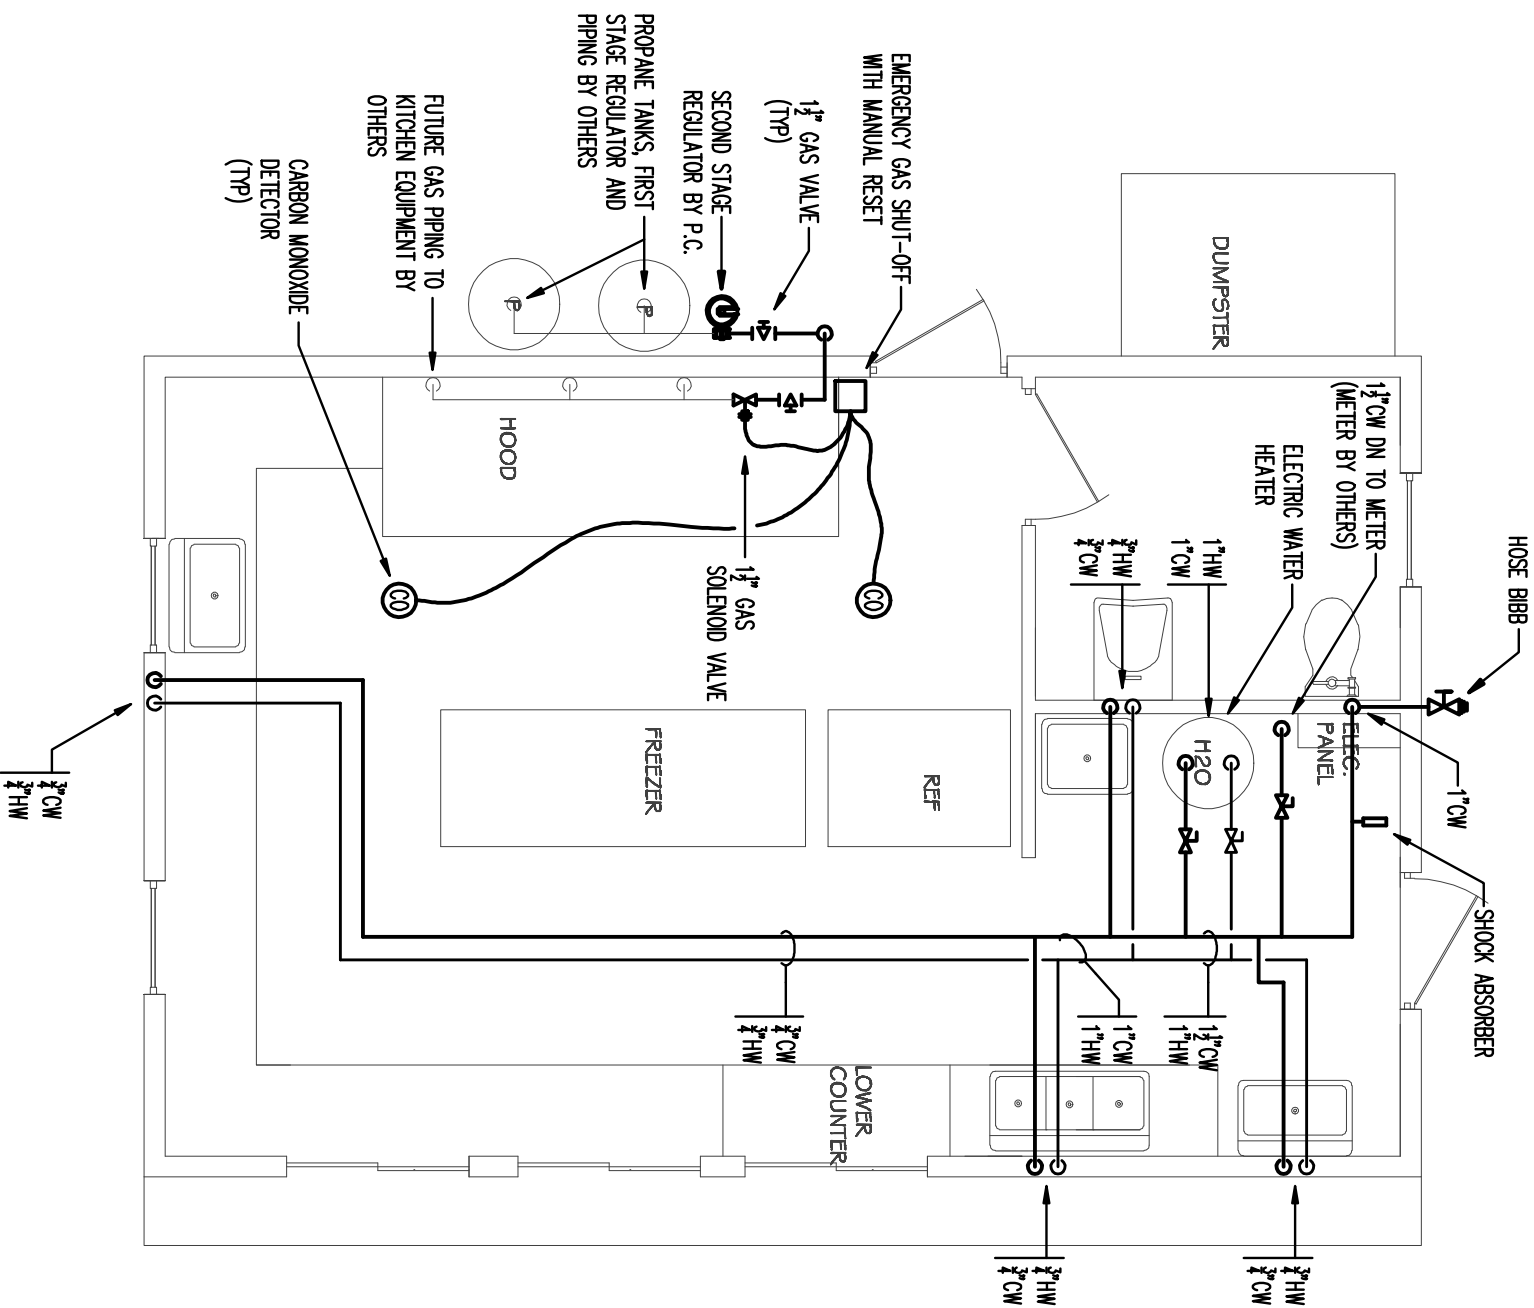 HOSE BIBB
SHOCK ABSORBER
1"CW
1½"CW DN TO METER
(METER BY OTHERS)
ELECTRIC WATER
HEATER
ELEC.
PANEL
DUMPSTER
1"HW
1"CW
¾"HW
¾"CW
H2O
1½"CW
1"HW
1"CW
1"HW
¾"HW
¾"CW
¾"HW
¾"CW
REF
EMERGENCY GAS SHUT-OFF
WITH MANUAL RESET
1½" GAS VALVE
(TYP)
SECOND STAGE
REGULATOR BY P.C.
PROPANE TANKS, FIRST
STAGE REGULATOR AND
PIPING BY OTHERS
P
P
CO
LOWER
COUNTER
1½" GAS
SOLENOID VALVE
¾"CW
¾"HW
FREEZER
HOOD
FUTURE GAS PIPING TO
KITCHEN EQUIPMENT BY
OTHERS
CO
CARBON MONOXIDE
DETECTOR
(TYP)
¾"CW
¾"HW